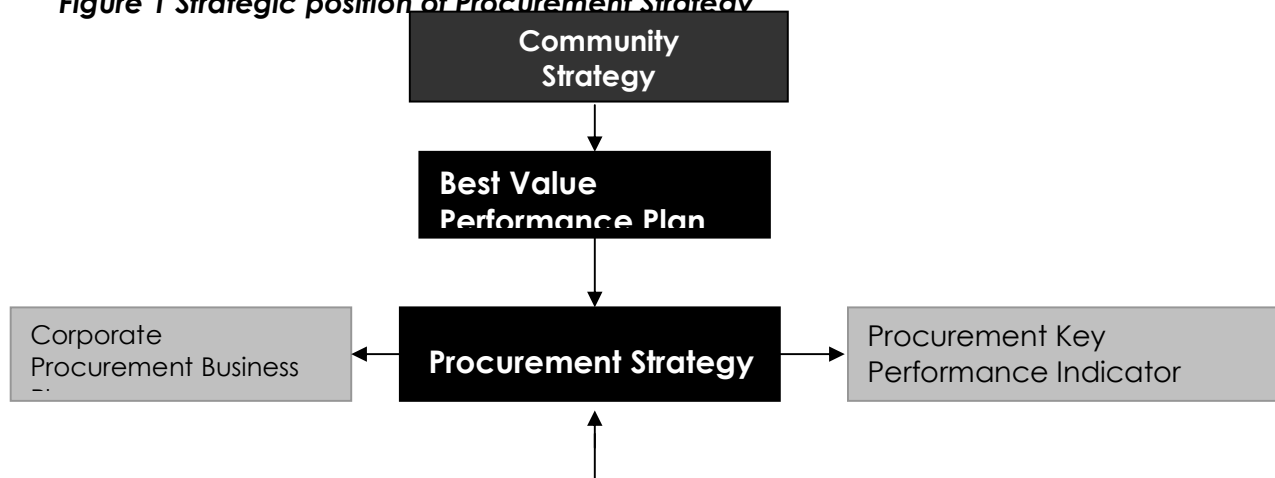 Figure 1 Strategic position of Procurement Strategy
Community
Strategy
Best Value
Performance Plan
Corporate
Procurement Business
Procurement Strategy
Procurement Key
Performance Indicator